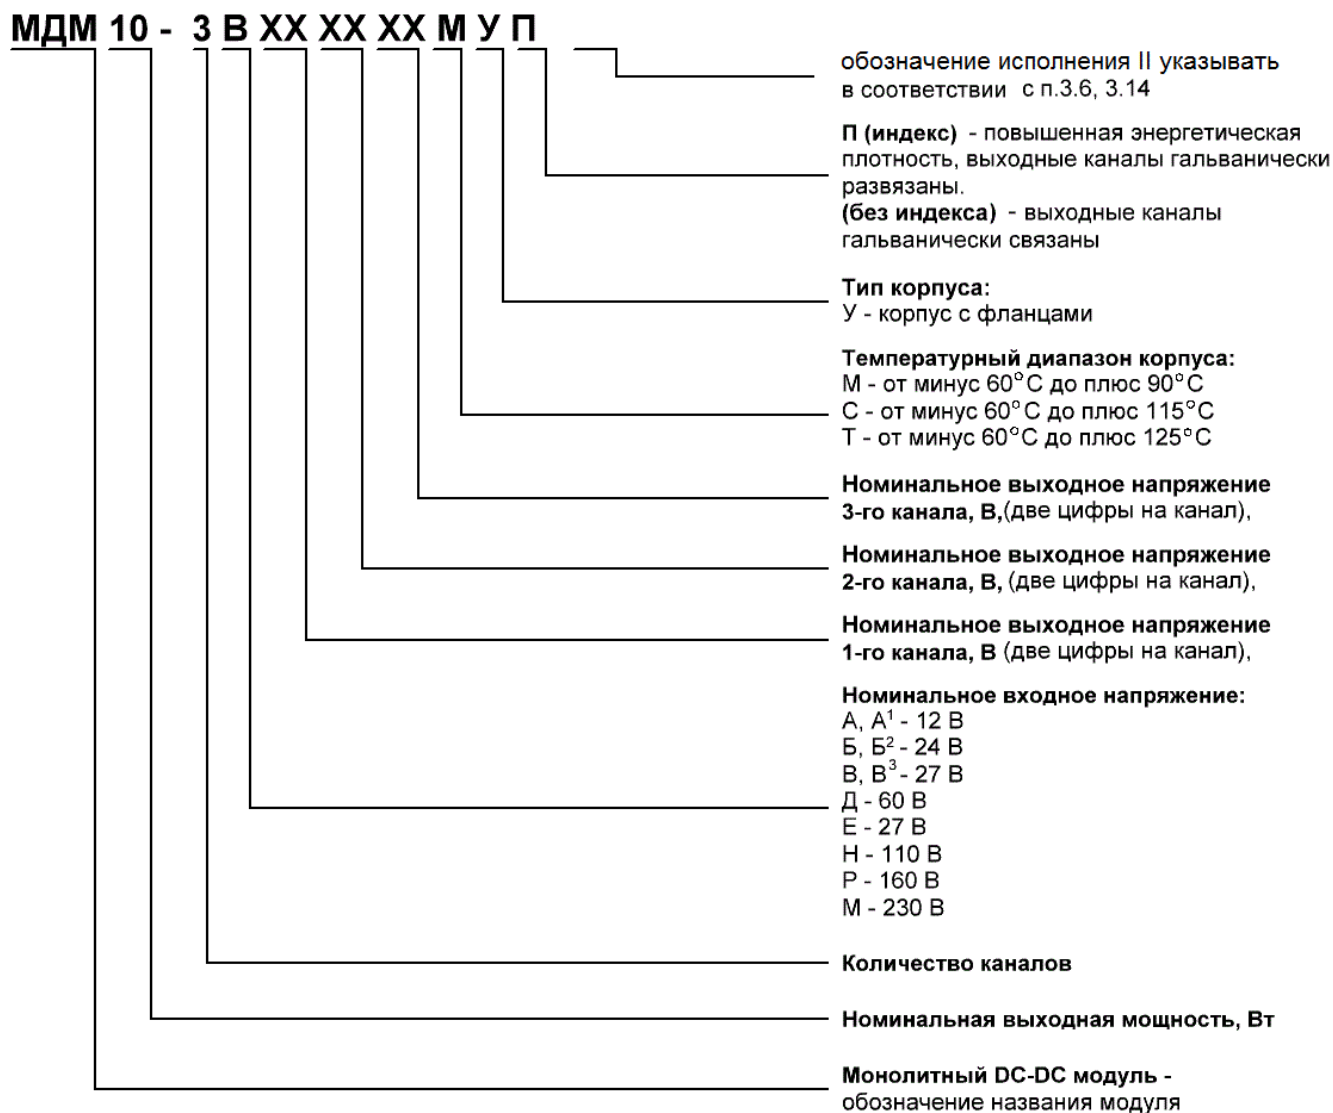 МДМ 10 - 3 В ХХ ХХ ХХ М У П
обозначение исполнения II указывать
в соответствии с п.3.6, 3.14
П (индекс) - повышенная энергетическая
плотность, выходные каналы гальванически
развязаны.
(без индекса) - выходные каналы
гальванически связаны
Тип корпуса:
У - корпус с фланцами
Температурный диапазон корпуса:
М - от минус 60°С до плюс 90°С
С - от минус 60°С до плюс 115°С
Т - от минус 60°С до плюс 125°С
Номинальное выходное напряжение
3-го канала, В,(две цифры на канал),
Номинальное выходное напряжение
2-го канала, В, (две цифры на канал),
Номинальное выходное напряжение
1-го канала, В (две цифры на канал),
Номинальное входное напряжение:
А, А¹ - 12 В
Б, Б² - 24 В
В, В³ - 27 В
Д - 60 В
Е - 27 В
Н - 110 В
Р - 160 В
М - 230 В
Количество каналов
Номинальная выходная мощность, Вт
Монолитный DC-DC модуль -
обозначение названия модуля